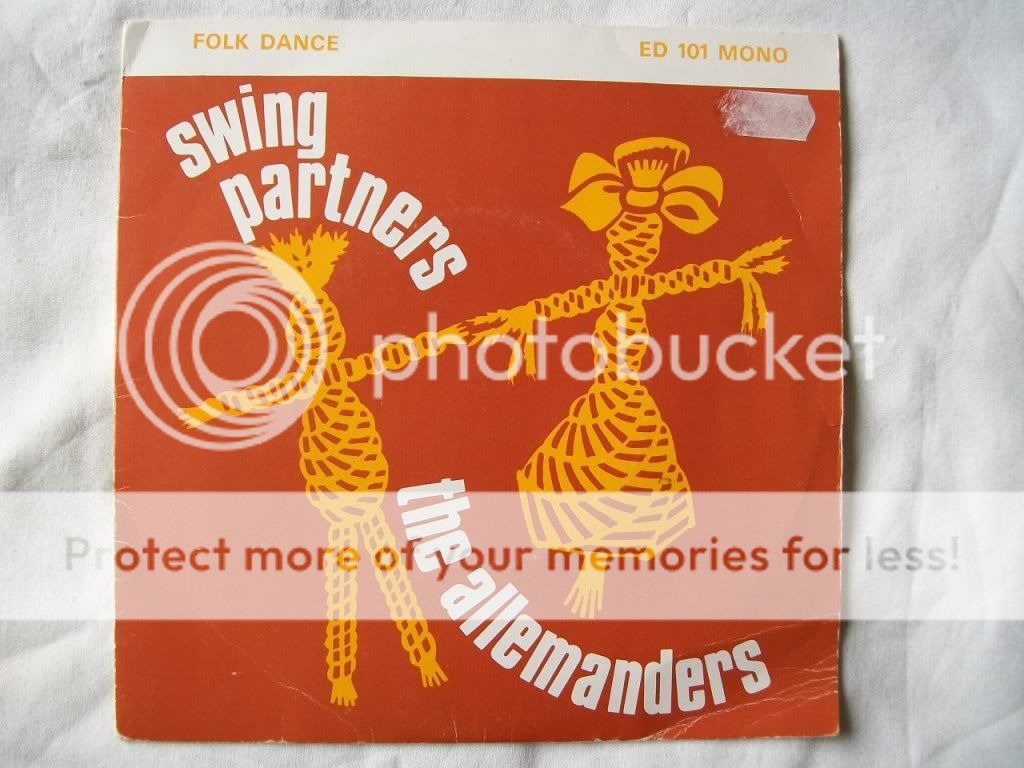 FOLK DANCE
ED 101 MONO
swing
partners
photobucket
Protect more of your memories for less!
the allemanders